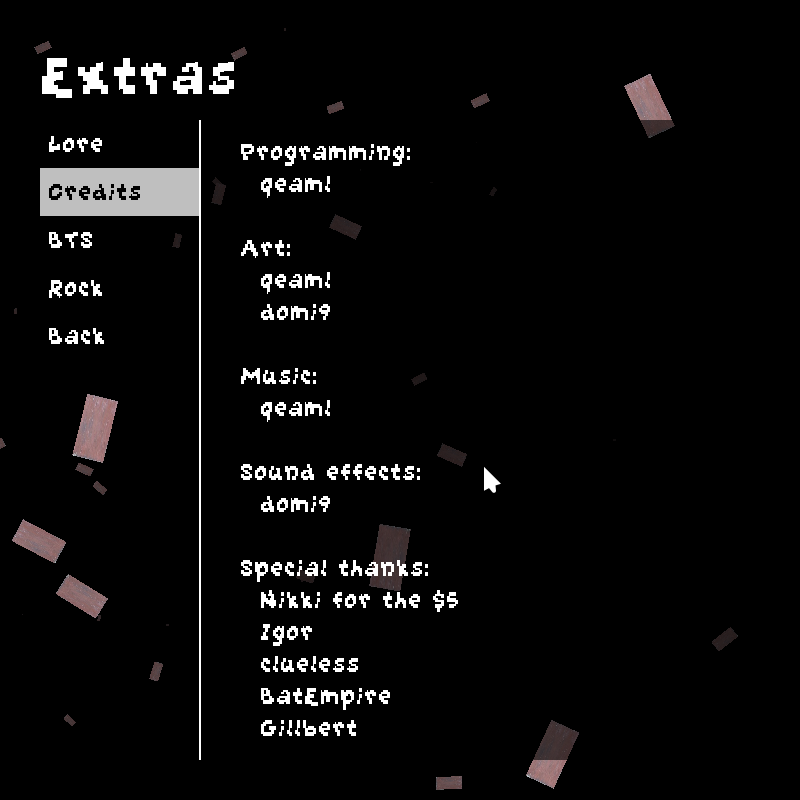 Extras
Lore
Credits
BTS
Rock
Back
Programming:
qeaml
Art:
qeaml
domi9
Music:
qeaml
Sound effects:
domi9
Special thanks:
Nikki for the $5
Igor
clueless
BatEmpire
Gillbert